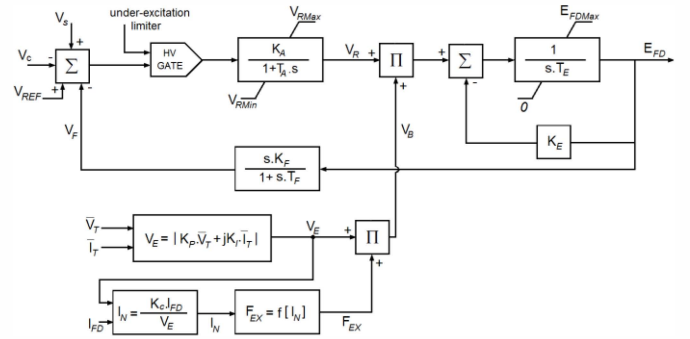 under-excitation
limiter
V_s
V_RMax
E_FDMax
V_c
-
+
Σ
HV
GATE
K_A
1+T_A.s
V_R
+
Π
+
Σ
1
s.T_E
E_FD
V_REF
+
-
V_RMin
+
-
0
V_F
V_B
K_E
s.K_F
1+ s.T_F
V̅_T
I̅_T
V_E = | K_P.V̅_T + jK_I.I̅_T |
V_E
+
Π
+
I_FD
I_N = K_c.I_FD
V_E
I_N
F_EX = f [ I_N ]
F_EX